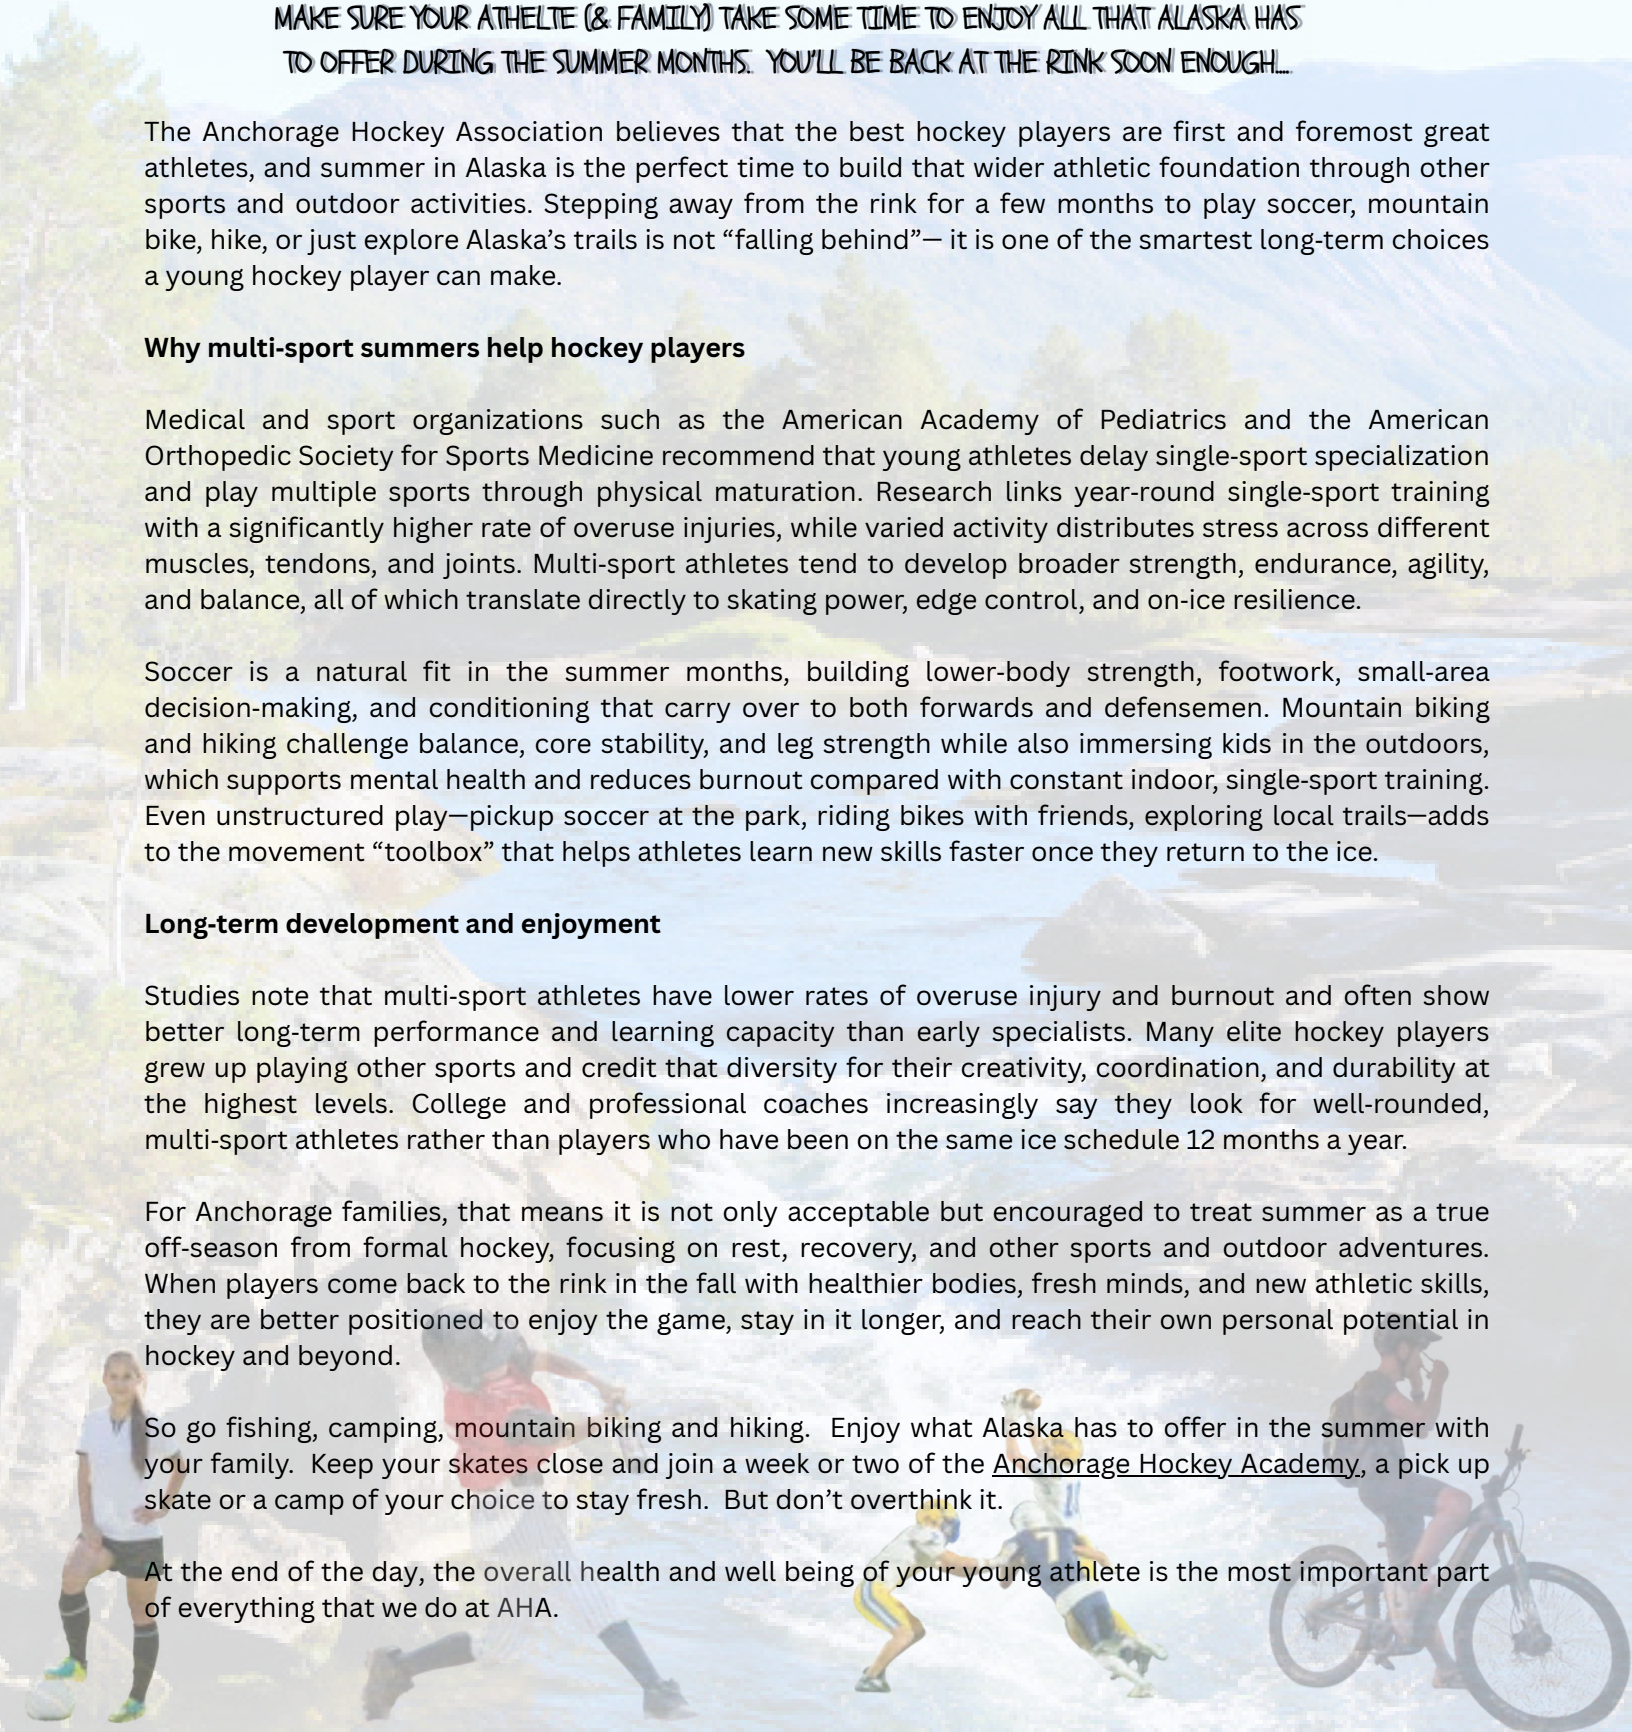 MAKE SURE YOUR ATHELTE (& FAMILY) TAKE SOME TIME TO ENJOY ALL THAT ALASKA HAS
TO OFFER DURING THE SUMMER MONTHS. YOU'LL BE BACK AT THE RINK SOON ENOUGH...
The Anchorage Hockey Association believes that the best hockey players are first and foremost great
athletes, and summer in Alaska is the perfect time to build that wider athletic foundation through other
sports and outdoor activities. Stepping away from the rink for a few months to play soccer, mountain
bike, hike, or just explore Alaska’s trails is not “falling behind”— it is one of the smartest long-term choices
a young hockey player can make.
Why multi-sport summers help hockey players
Medical and sport organizations such as the American Academy of Pediatrics and the American
Orthopedic Society for Sports Medicine recommend that young athletes delay single-sport specialization
and play multiple sports through physical maturation. Research links year-round single-sport training
with a significantly higher rate of overuse injuries, while varied activity distributes stress across different
muscles, tendons, and joints. Multi-sport athletes tend to develop broader strength, endurance, agility,
and balance, all of which translate directly to skating power, edge control, and on-ice resilience.
Soccer is a natural fit in the summer months, building lower-body strength, footwork, small-area
decision-making, and conditioning that carry over to both forwards and defensemen. Mountain biking
and hiking challenge balance, core stability, and leg strength while also immersing kids in the outdoors,
which supports mental health and reduces burnout compared with constant indoor, single-sport training.
Even unstructured play—pickup soccer at the park, riding bikes with friends, exploring local trails—adds
to the movement “toolbox” that helps athletes learn new skills faster once they return to the ice.
Long-term development and enjoyment
Studies note that multi-sport athletes have lower rates of overuse injury and burnout and often show
better long-term performance and learning capacity than early specialists. Many elite hockey players
grew up playing other sports and credit that diversity for their creativity, coordination, and durability at
the highest levels. College and professional coaches increasingly say they look for well-rounded,
multi-sport athletes rather than players who have been on the same ice schedule 12 months a year.
For Anchorage families, that means it is not only acceptable but encouraged to treat summer as a true
off-season from formal hockey, focusing on rest, recovery, and other sports and outdoor adventures.
When players come back to the rink in the fall with healthier bodies, fresh minds, and new athletic skills,
they are better positioned to enjoy the game, stay in it longer, and reach their own personal potential in
hockey and beyond.
So go fishing, camping, mountain biking and hiking. Enjoy what Alaska has to offer in the summer with
your family. Keep your skates close and join a week or two of the Anchorage Hockey Academy, a pick up
skate or a camp of your choice to stay fresh. But don’t overthink it.
At the end of the day, the overall health and well being of your young athlete is the most important part
of everything that we do at AHA.